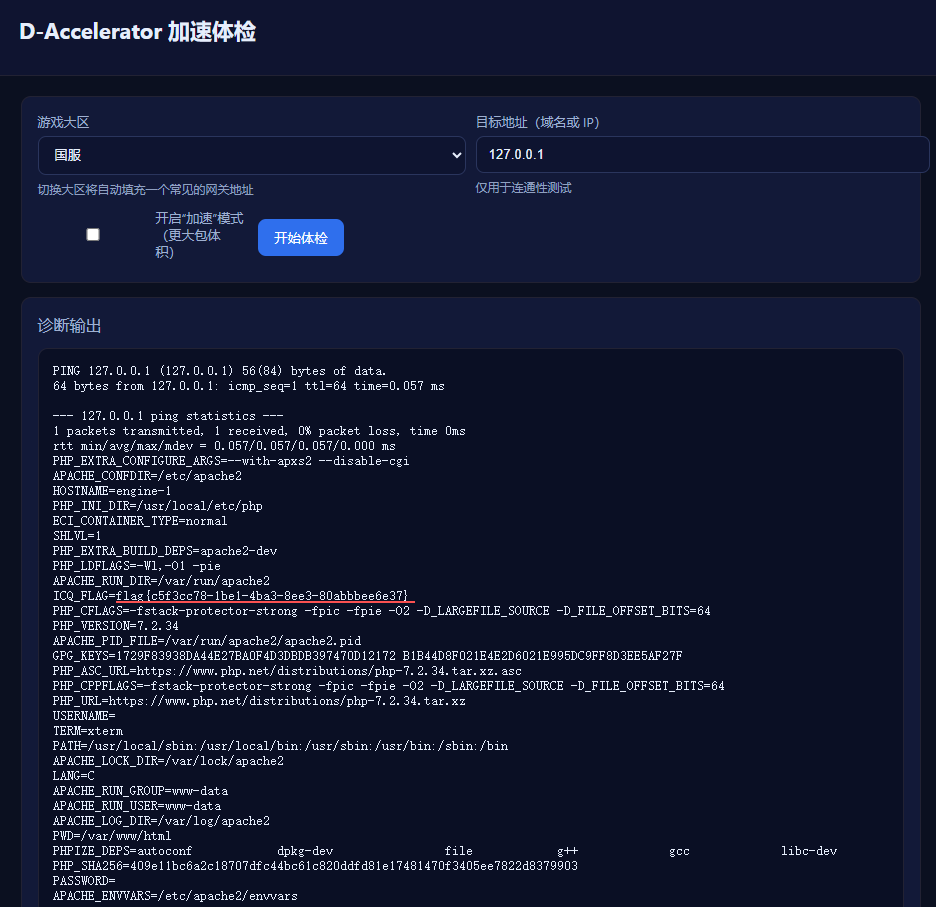 D-Accelerator 加速体检
游戏大区
目标地址（域名或 IP）
国服
127.0.0.1
切换大区将自动填充一个常见的网关地址
仅用于连通性测试
开启“加速”模式
（更大包体
积）
开始体检
诊断输出
PING 127.0.0.1 (127.0.0.1) 56(84) bytes of data.
64 bytes from 127.0.0.1: icmp_seq=1 ttl=64 time=0.057 ms
--- 127.0.0.1 ping statistics ---
1 packets transmitted, 1 received, 0% packet loss, time 0ms
rtt min/avg/max/mdev = 0.057/0.057/0.057/0.000 ms
PHP_EXTRA_CONFIGURE_ARGS=--with-apxs2 --disable-cgi
APACHE_CONFDIR=/etc/apache2
HOSTNAME=engine-1
PHP_INI_DIR=/usr/local/etc/php
ECI_CONTAINER_TYPE=normal
SHLVL=1
PHP_EXTRA_BUILD_DEPS=apache2-dev
PHP_LDFLAGS=-Wl,-O1 -pie
APACHE_RUN_DIR=/var/run/apache2
ICQ_FLAG=flag{c5f3cc78-1be1-4ba3-8ee3-80abbbee6e37}
PHP_CFLAGS=-fstack-protector-strong -fpic -fpie -O2 -D_LARGEFILE_SOURCE -D_FILE_OFFSET_BITS=64
PHP_VERSION=7.2.34
APACHE_PID_FILE=/var/run/apache2/apache2.pid
GPG_KEYS=1729F83938DA44E27BA0F4D3DBDB397470D12172 B1B44D8F021E4E2D6021E995DC9FF8D3EE5AF27F
PHP_ASC_URL=https://www.php.net/distributions/php-7.2.34.tar.xz.asc
PHP_CPPFLAGS=-fstack-protector-strong -fpic -fpie -O2 -D_LARGEFILE_SOURCE -D_FILE_OFFSET_BITS=64
PHP_URL=https://www.php.net/distributions/php-7.2.34.tar.xz
USERNAME=
TERM=xterm
PATH=/usr/local/sbin:/usr/local/bin:/usr/sbin:/usr/bin:/sbin:/bin
APACHE_LOCK_DIR=/var/lock/apache2
LANG=C
APACHE_RUN_GROUP=www-data
APACHE_RUN_USER=www-data
APACHE_LOG_DIR=/var/log/apache2
PWD=/var/www/html
PHPIZE_DEPS=autoconf dpkg-dev file g++ gcc libc-dev
PHP_SHA256=409e11bc6a2c18707dfc44bc61c820ddfd81e17481470f3405ee7822d8379903
PASSWORD=
APACHE_ENVVARS=/etc/apache2/envvars